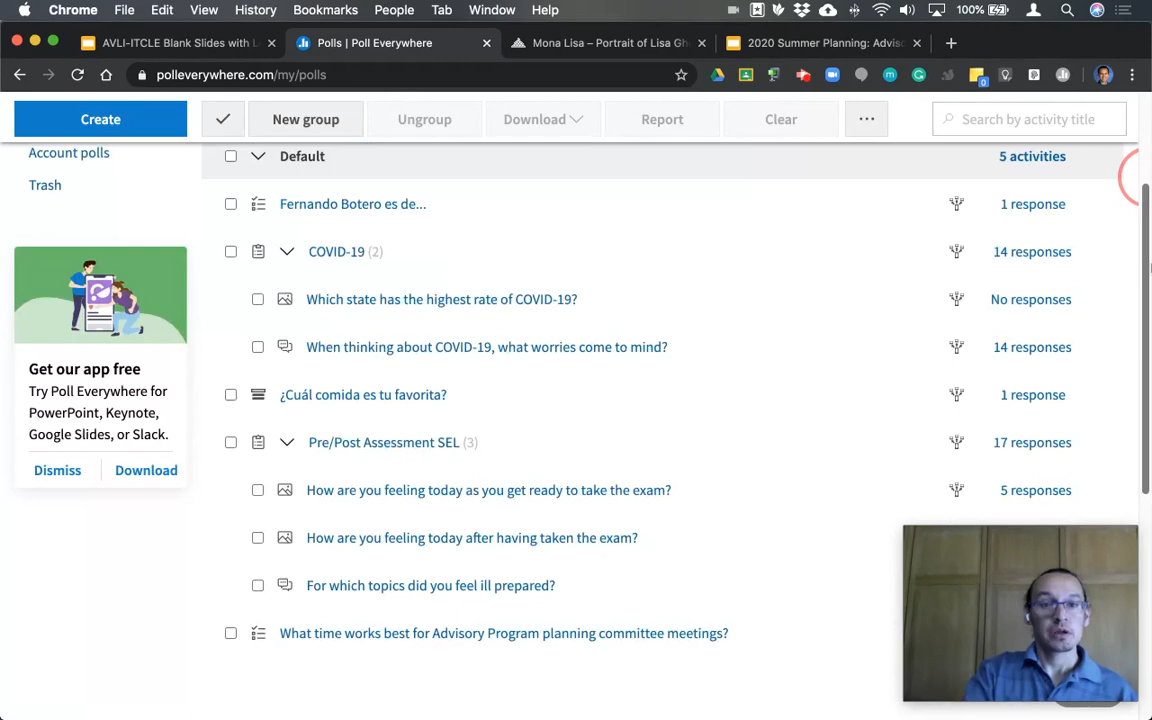 Chrome File Edit View History Bookmarks People Tab Window Help 100%
AVLI-ITCLE Blank Slides with L
Polls | Poll Everywhere
Mona Lisa – Portrait of Lisa Ghe
2020 Summer Planning: Adviso
polleverywhere.com/my/polls
0
Create
New group
Ungroup
Download
Report
Clear
Search by activity title
Account polls
Trash
Default
5 activities
Fernando Botero es de...
1 response
COVID-19 (2)
14 responses
Which state has the highest rate of COVID-19?
No responses
When thinking about COVID-19, what worries come to mind?
14 responses
¿Cuál comida es tu favorita?
1 response
Pre/Post Assessment SEL (3)
17 responses
How are you feeling today as you get ready to take the exam?
5 responses
How are you feeling today after having taken the exam?
For which topics did you feel ill prepared?
What time works best for Advisory Program planning committee meetings?
Get our app free
Try Poll Everywhere for
PowerPoint, Keynote,
Google Slides, or Slack.
Dismiss
Download